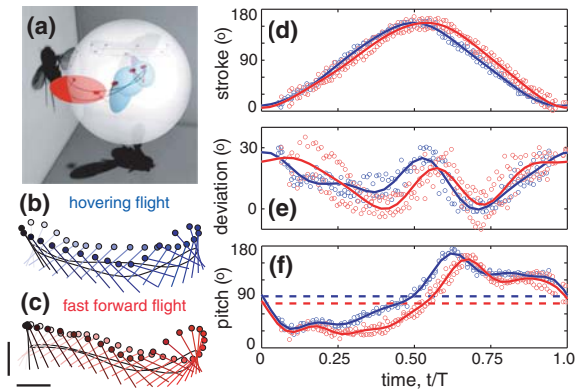 (a)
(b) hovering flight
(c) fast forward flight
(d)
180
90
0
stroke (º)
(e)
30
0
deviation (º)
(f)
180
90
0
pitch (º)
0 0.25 0.50 0.75 1.0
time, t/T